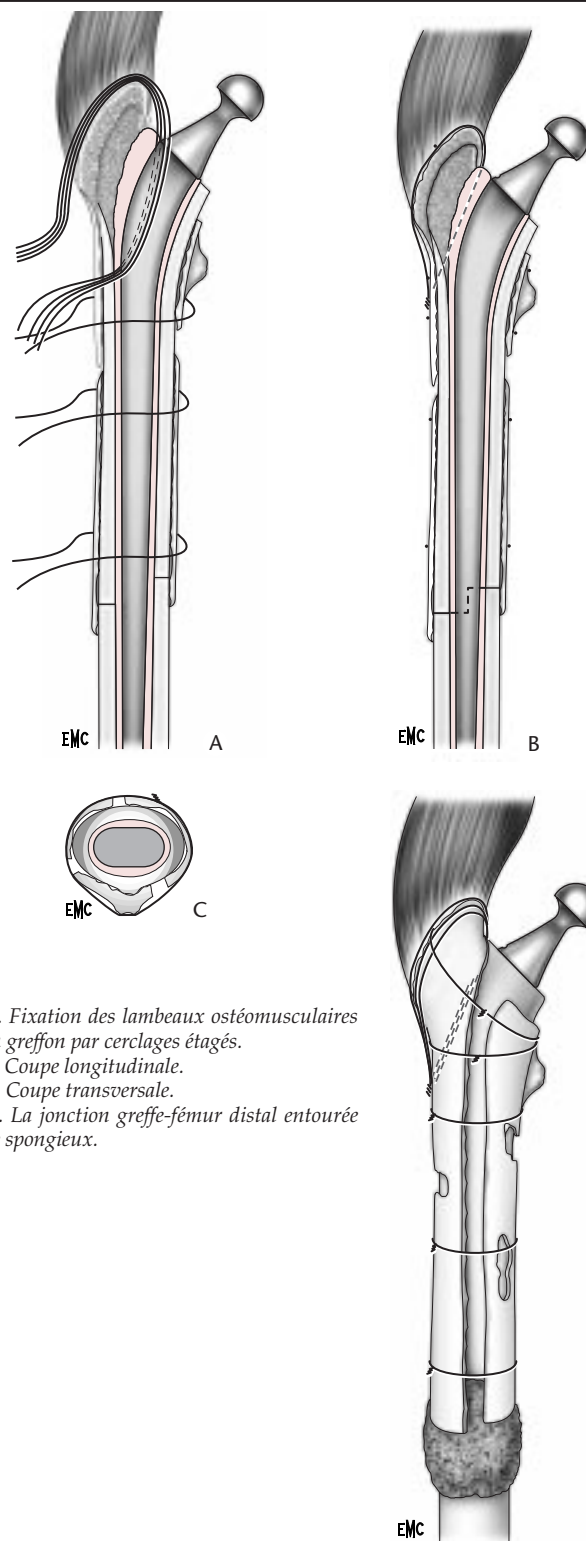 EMC
A
EMC
B
EMC
C
. Fixation des lambeaux ostéomusculaires
greffon par cerclages étagés.
Coupe longitudinale.
Coupe transversale.
. La jonction greffe-fémur distal entourée
spongieux.
EMC